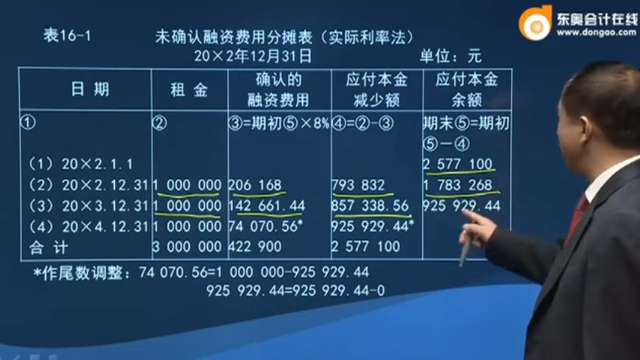 东奥会计在线
www.dongao.com
表16-1 未确认融资费用分摊表（实际利率法）
20×2年12月31日 单位：元
日 期 租 金 确认的融资费用 应付本金减少额 应付本金余额
① ② ③=期初⑤×8% ④=②-③ 期末⑤=期初⑤-④
(1) 20×2.1.1 2 577 100
(2) 20×2.12.31 1 000 000 206 168 793 832 1 783 268
(3) 20×3.12.31 1 000 000 142 661.44 857 338.56 925 929.44
(4) 20×4.12.31 1 000 000 74 070.56* 925 929.44*
合 计 3 000 000 422 900 2 577 100
*作尾数调整：74 070.56=1 000 000-925 929.44
925 929.44=925 929.44-0